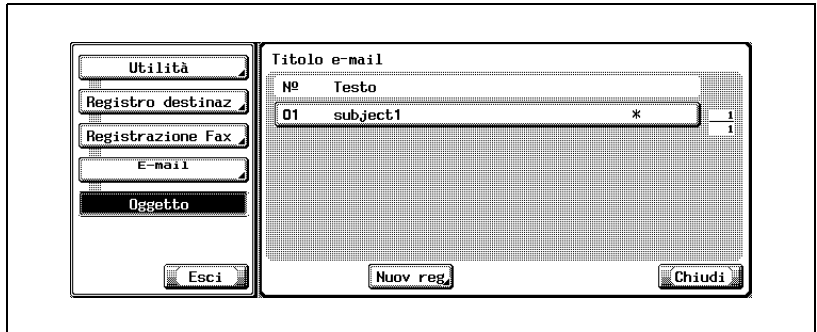 Utilità
Registro destinaz
Registrazione Fax
E-mail
Oggetto
Esci
Titolo e-mail
Nº Testo
01 subject1 *
1
1
Nuov reg
Chiudi